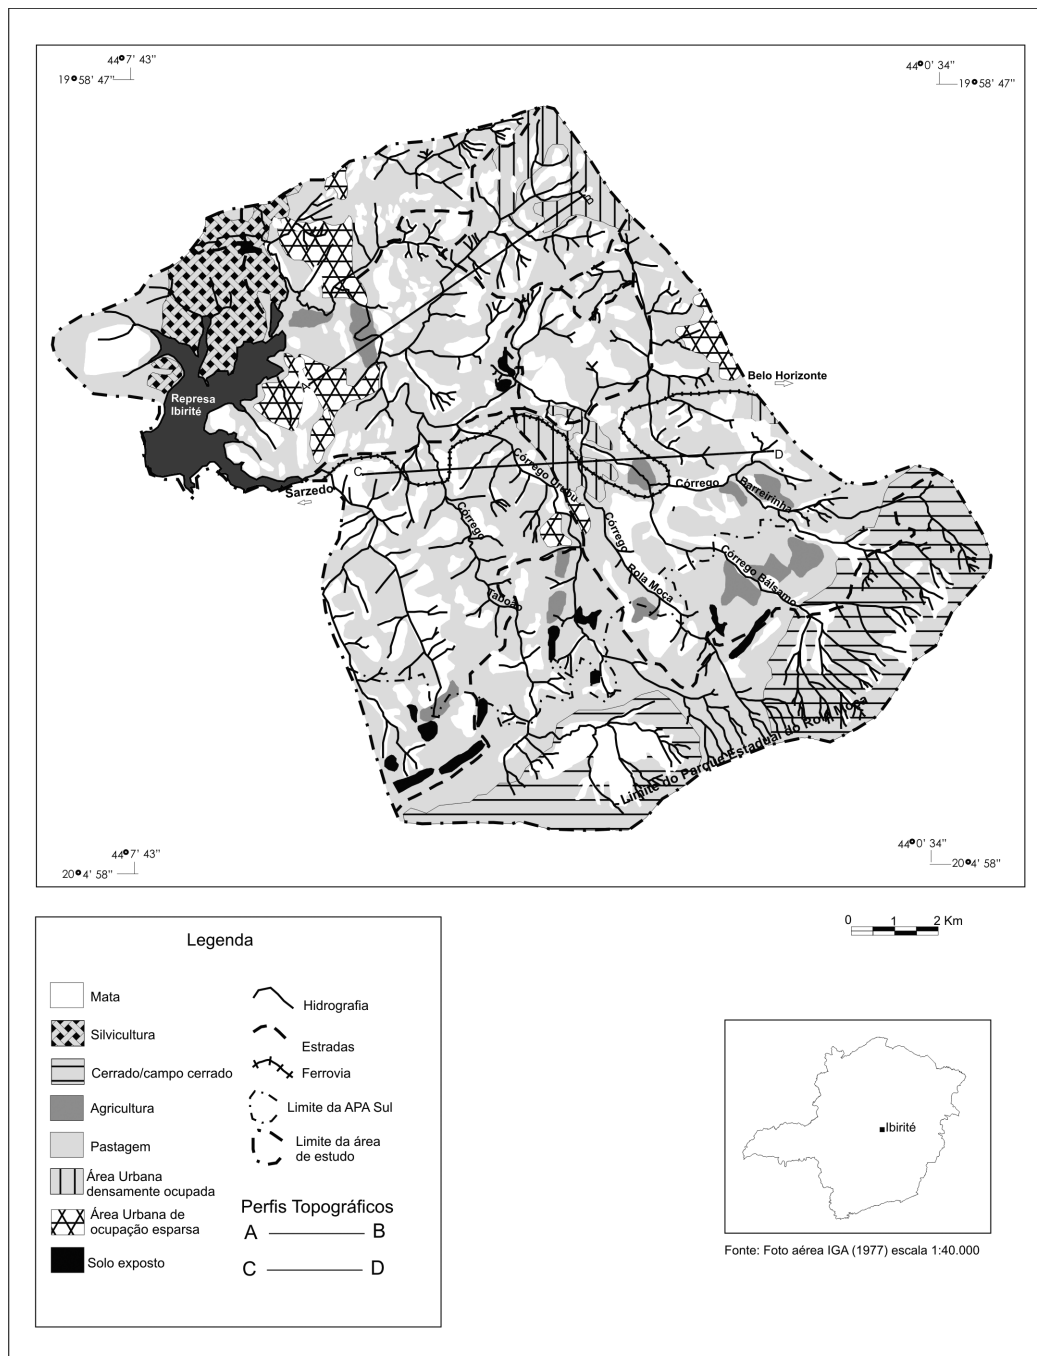 44° 7' 43"
19° 58' 47"
44° 0' 34"
19° 58' 47"
B
Belo Horizonte
Represa
Ibirité
A
C
D
Sarzedo
Córrego Urubu
Córrego
Barreirinha
Córrego
Taboão
Córrego
Rola Moça
Córrego Bálsamo
Limite do Parque Estadual do Rola Moça
44° 7' 43"
20° 4' 58"
44° 0' 34"
20° 4' 58"
0 1 2 Km
Legenda
Mata
Silvicultura
Cerrado/campo cerrado
Agricultura
Pastagem
Área Urbana
densamente ocupada
Área Urbana de
ocupação esparsa
Solo exposto
Hidrografia
Estradas
Ferrovia
Limite da APA Sul
Limite da área
de estudo
Perfis Topográficos
A B
C D
Ibirité
Fonte: Foto aérea IGA (1977) escala 1:40.000